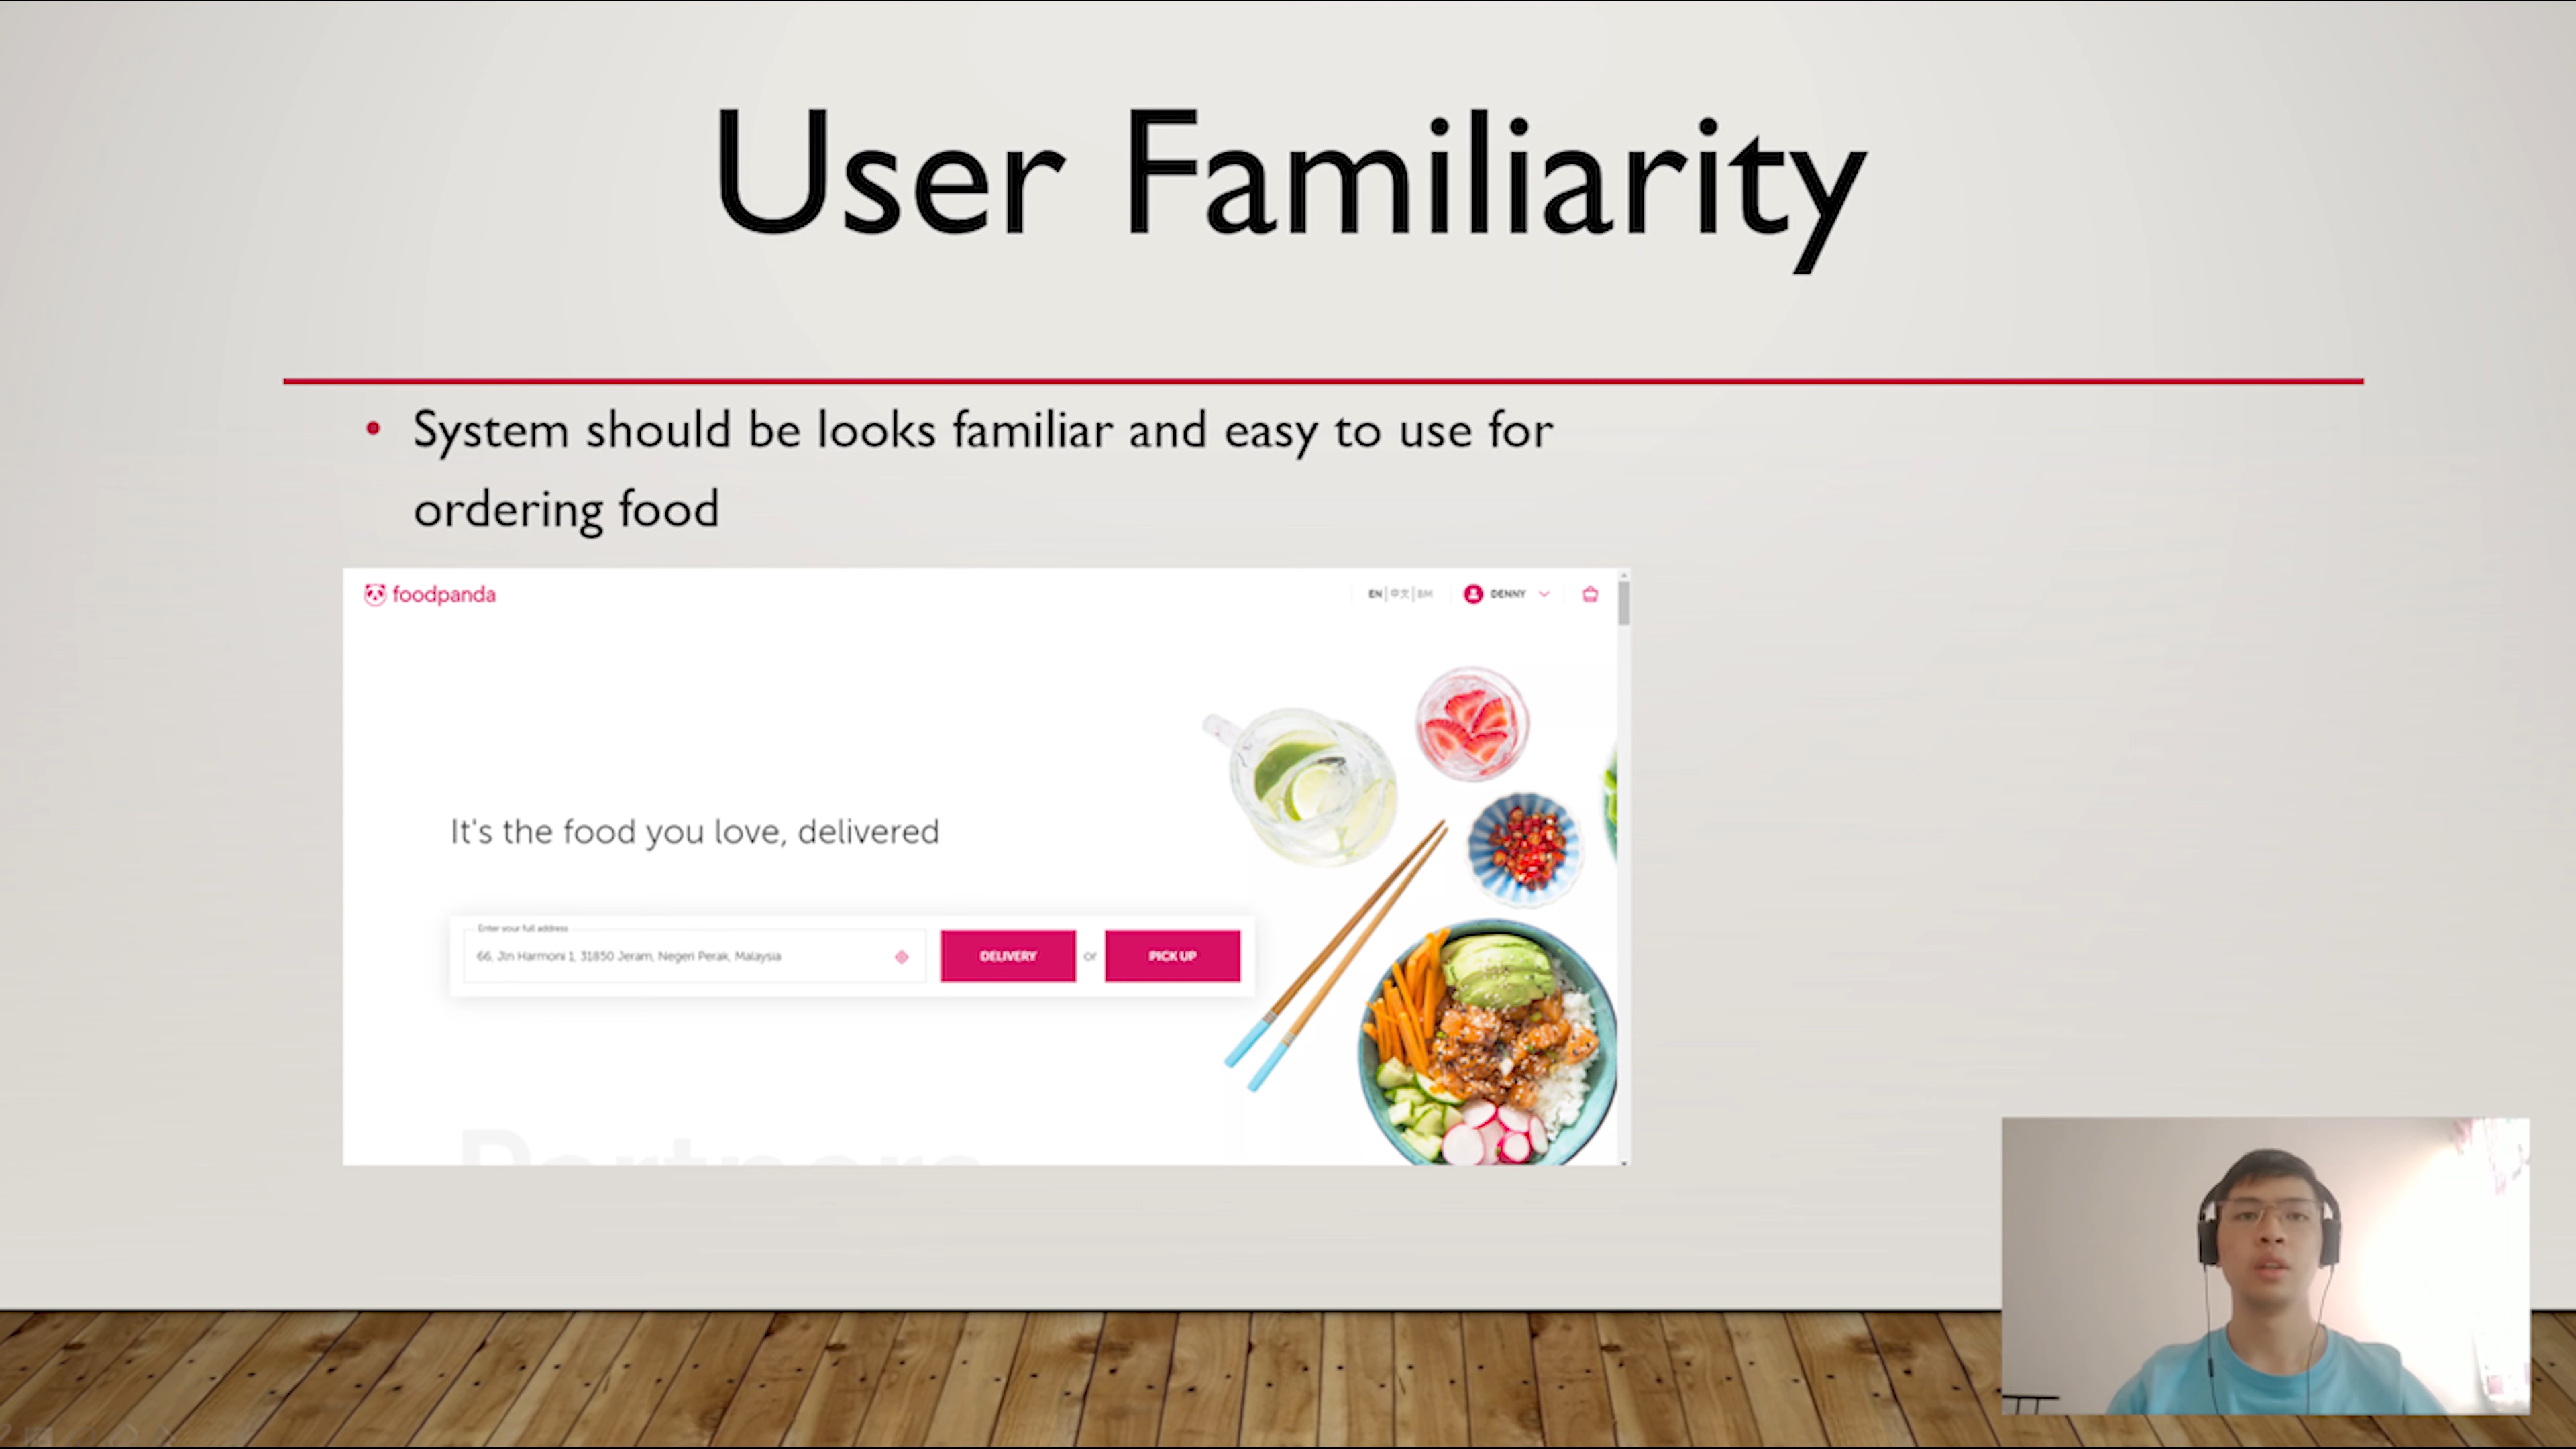 User Familiarity
• System should be looks familiar and easy to use for
ordering food
foodpanda
EN | 中文 | BM
DENNY
It's the food you love, delivered
Enter your full address
66, Jln Harmoni 1, 31850 Jeram, Negeri Perak, Malaysia
DELIVERY or PICK UP
Partners